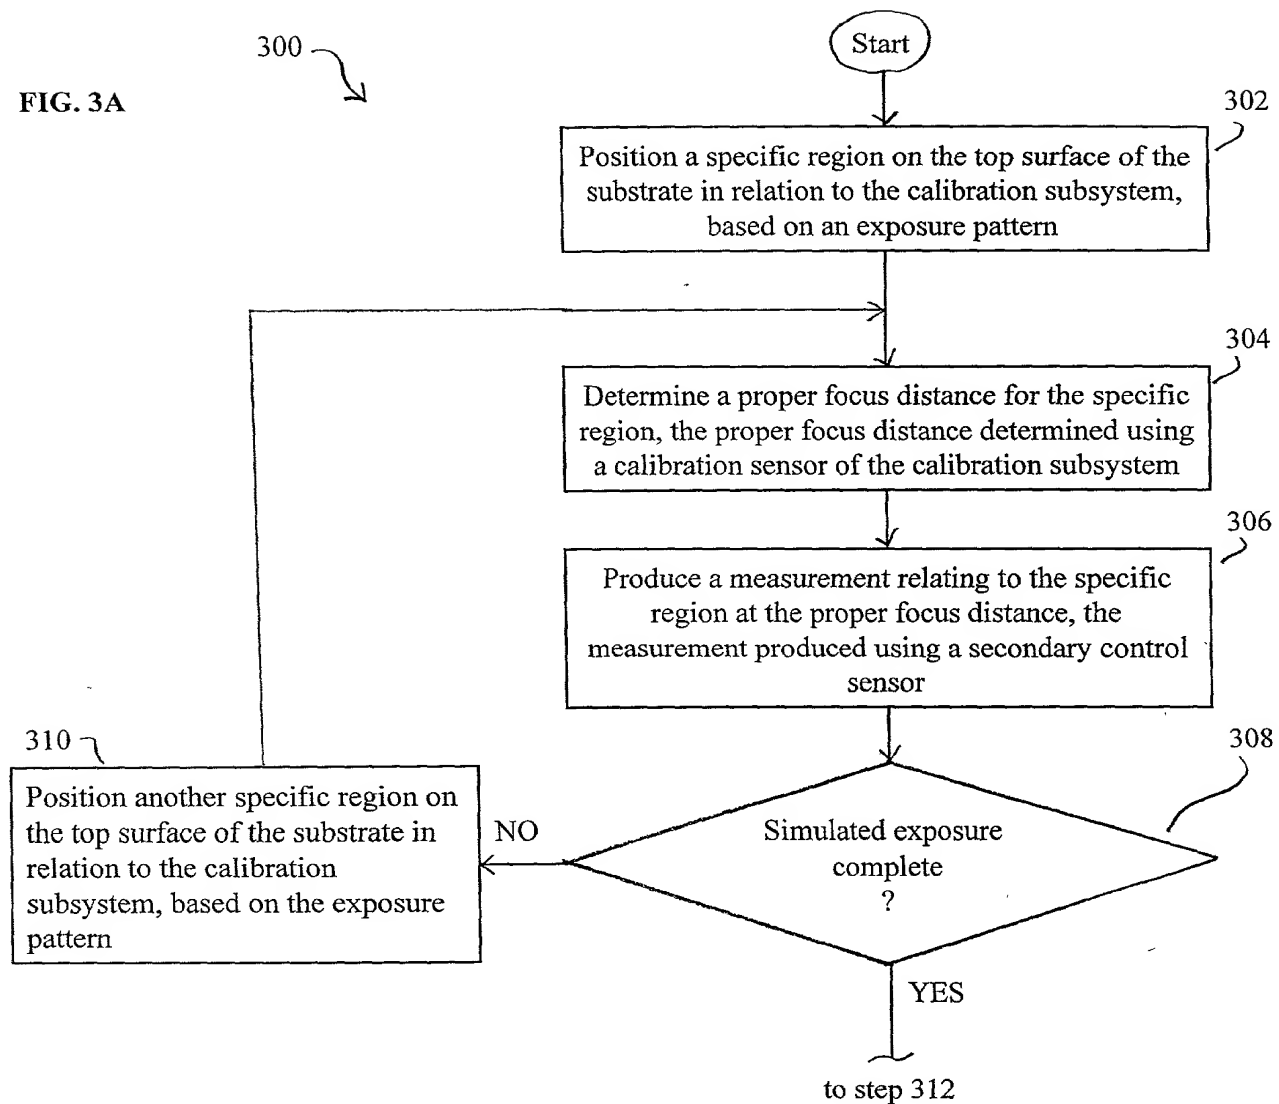 300
Start
FIG. 3A
302
Position a specific region on the top surface of the
substrate in relation to the calibration subsystem,
based on an exposure pattern
304
Determine a proper focus distance for the specific
region, the proper focus distance determined using
a calibration sensor of the calibration subsystem
306
Produce a measurement relating to the specific
region at the proper focus distance, the
measurement produced using a secondary control
sensor
308
Simulated exposure
complete
?
NO
310
Position another specific region on
the top surface of the substrate in
relation to the calibration
subsystem, based on the exposure
pattern
YES
to step 312